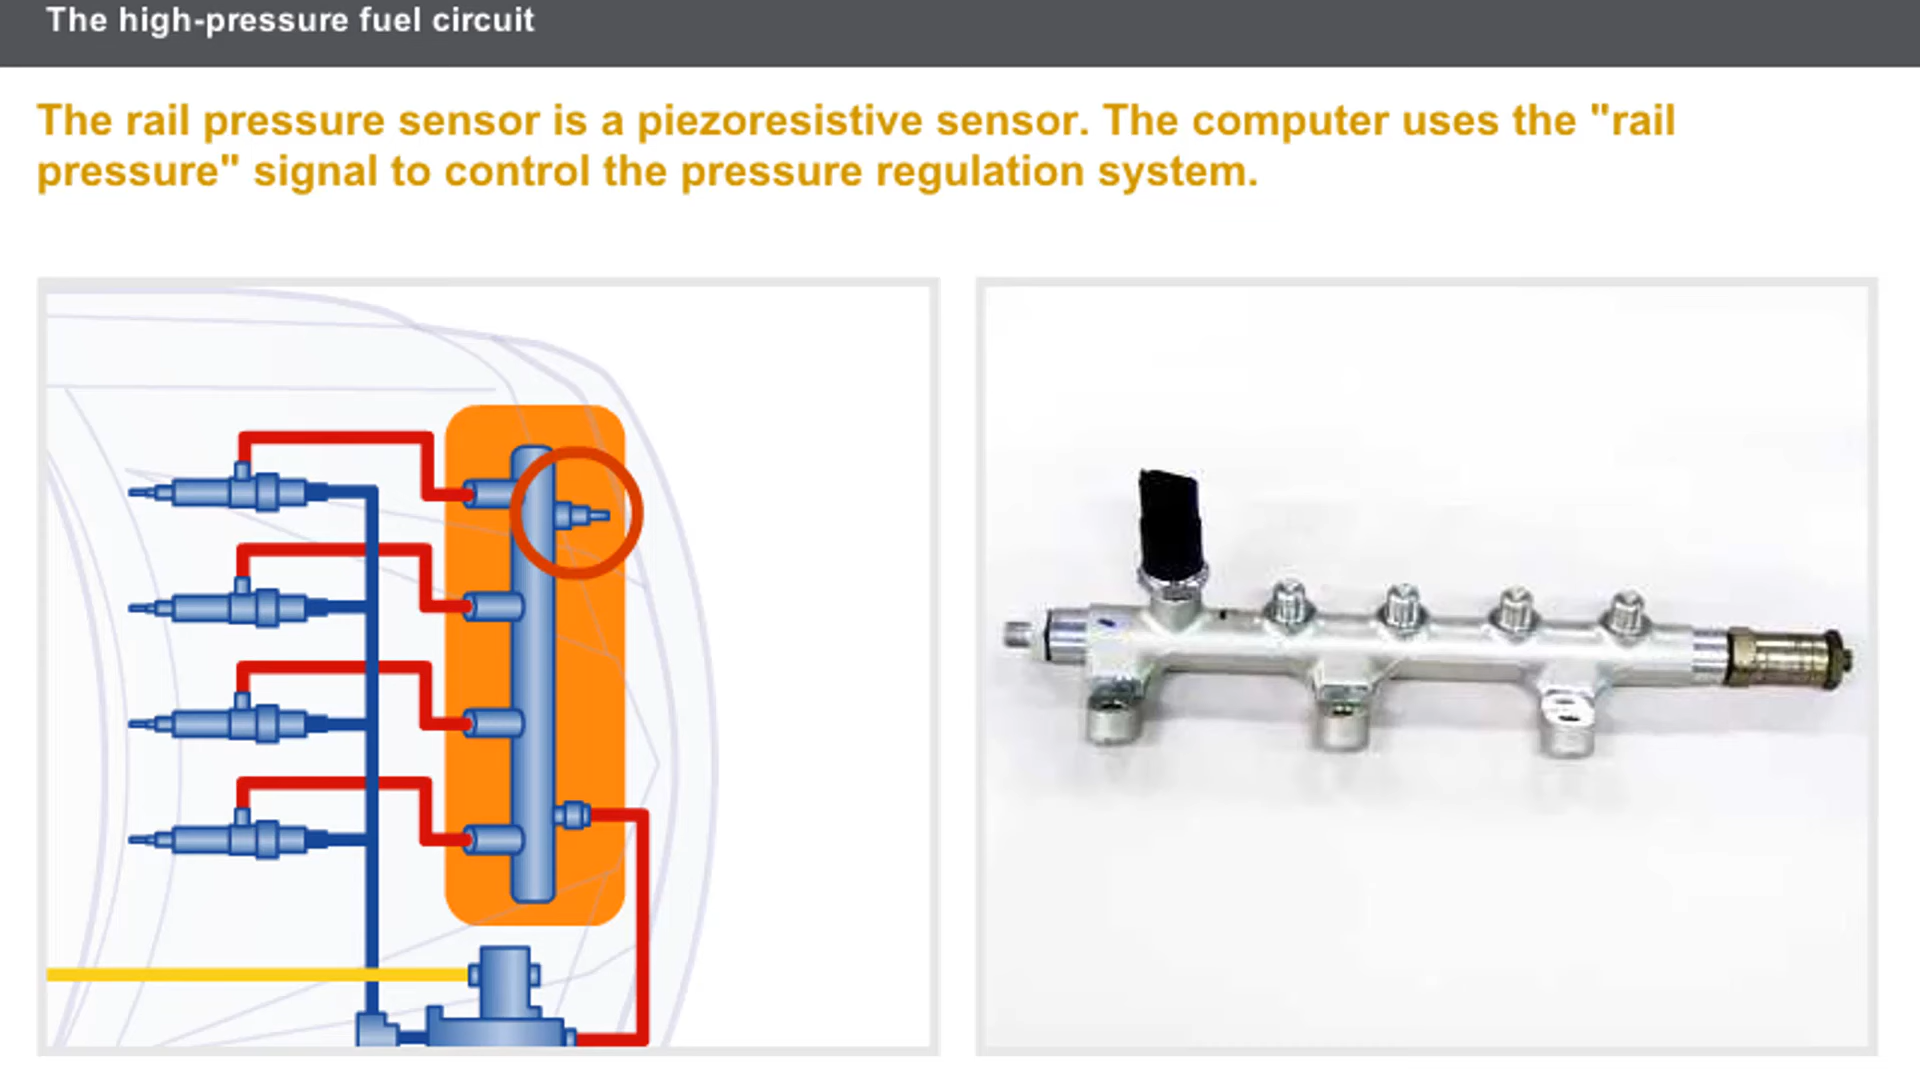 The high-pressure fuel circuit
The rail pressure sensor is a piezoresistive sensor. The computer uses the "rail
pressure" signal to control the pressure regulation system.